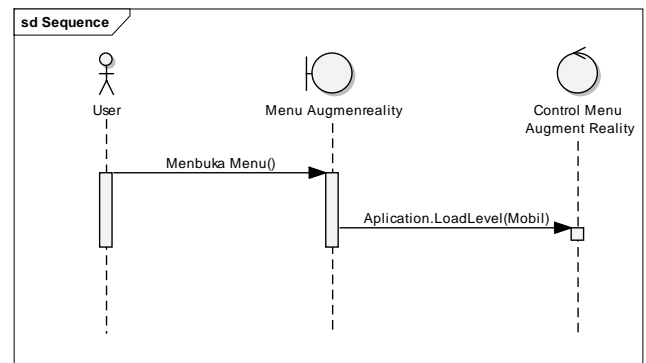 sd Sequence
User
Menu Augmenreality
Control Menu
Augment Reality
Menbuka Menu()
Aplication.LoadLevel(Mobil)